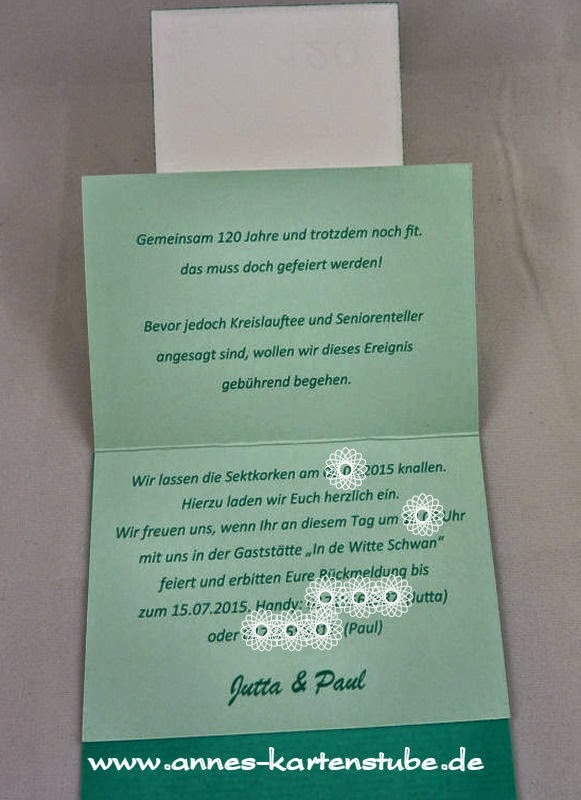 Gemeinsam 120 Jahre und trotzdem noch fit.
das muss doch gefeiert werden!
Bevor jedoch Kreislauftee und Seniorenteller
angesagt sind, wollen wir dieses Ereignis
gebührend begehen.
Wir lassen die Sektkorken am 2015 knallen.
Hierzu laden wir Euch herzlich ein.
Wir freuen uns, wenn Ihr an diesem Tag um Uhr
mit uns in der Gaststätte „In de Witte Schwan“
feiert und erbitten Eure Rückmeldung bis
zum 15.07.2015. Handy: (Jutta)
oder (Paul)
Jutta & Paul
www.annes-kartenstube.de